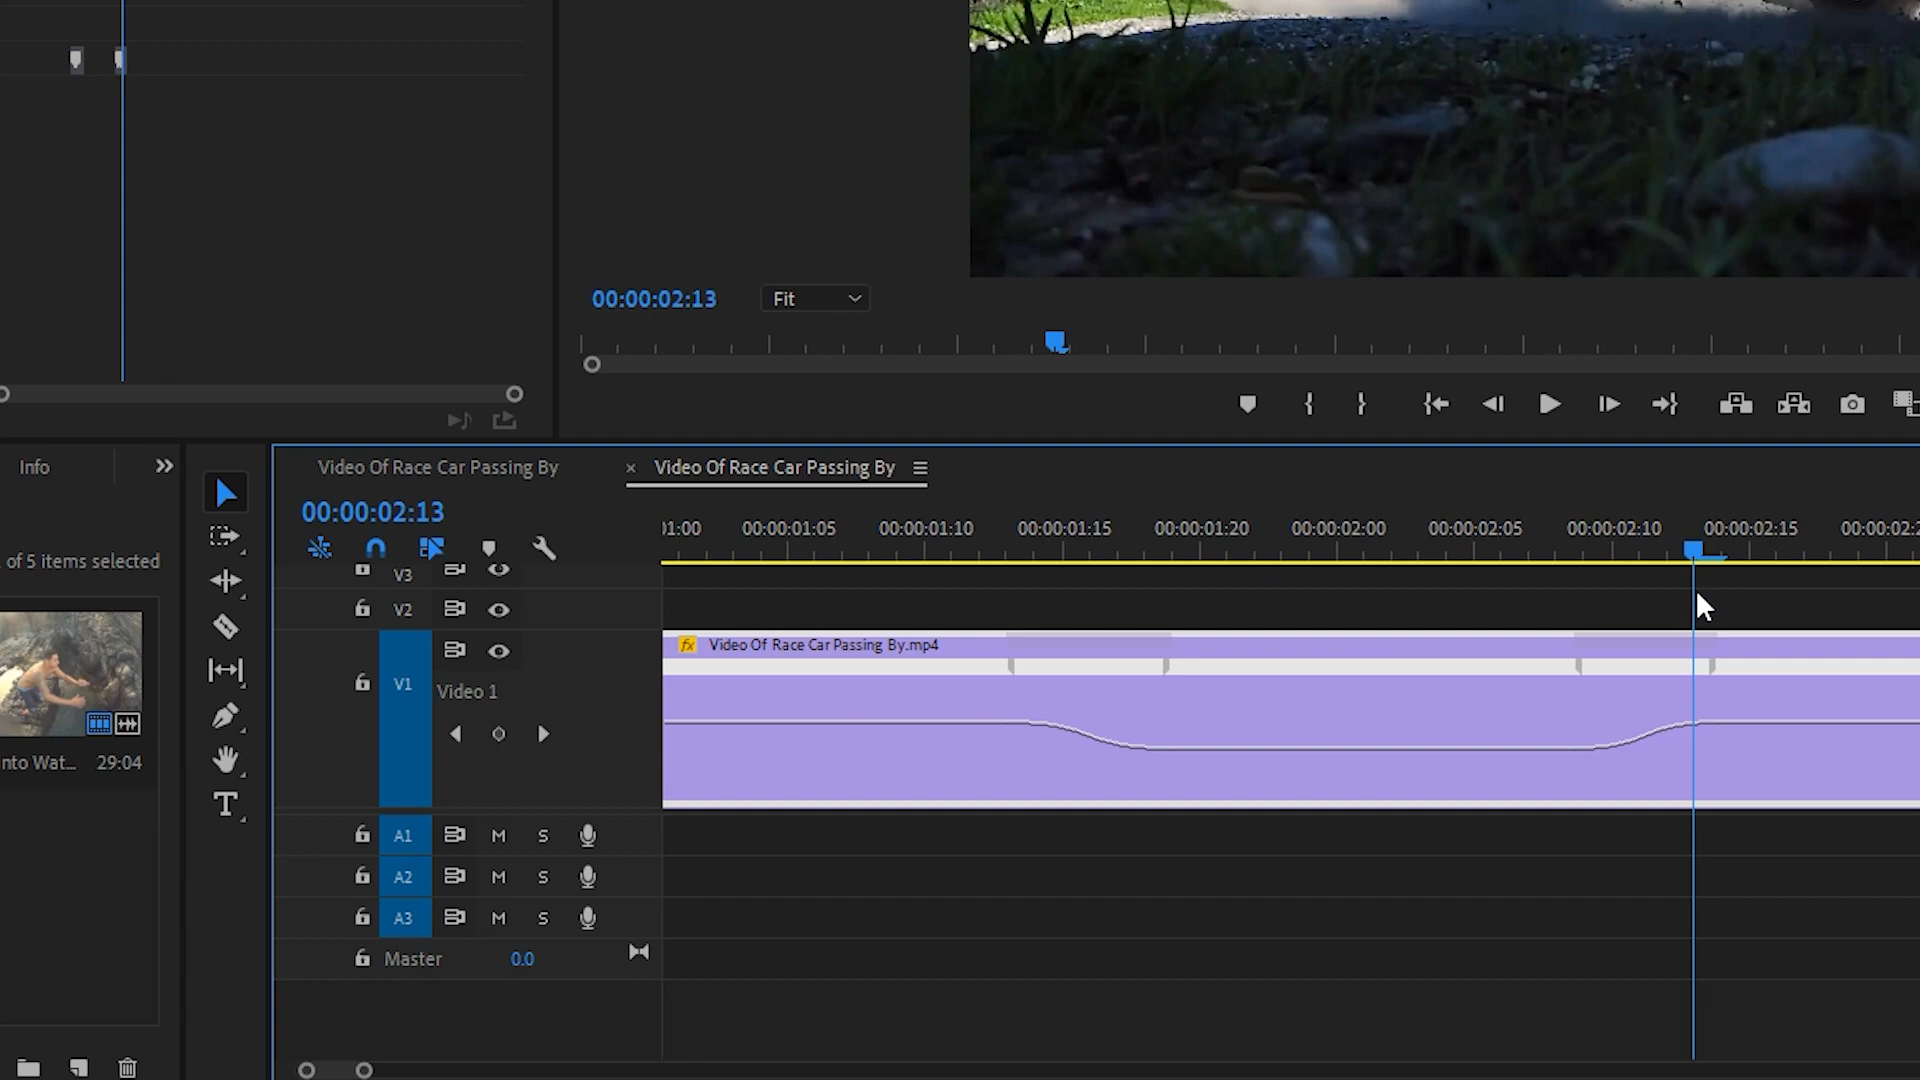 00:00:02:13
Fit
Info
Video Of Race Car Passing By
× Video Of Race Car Passing By
00:00:02:13
00:00:01:05
00:00:01:10
00:00:01:15
00:00:01:20
00:00:02:00
00:00:02:05
00:00:02:10
00:00:02:15
of 5 items selected
V3
V2
fx Video Of Race Car Passing By.mp4
V1
Video 1
nto Wat... 29:04
A1 M S
A2 M S
A3 M S
Master 0.0